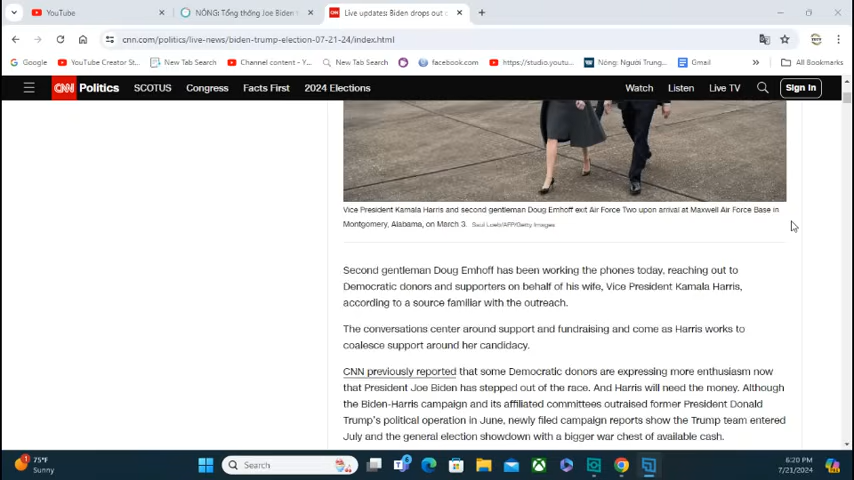 YouTube
NÓNG: Tổng thống Joe Biden t
Live updates: Biden drops out o
cnn.com/politics/live-news/biden-trump-election-07-21-24/index.html
Google
YouTube Creator St...
New Tab Search
Channel content - Y...
New Tab Search
facebook.com
https://studio.youtu...
Nóng: Người Trung...
Gmail
All Bookmarks
CNN Politics SCOTUS Congress Facts First 2024 Elections Watch Listen Live TV Sign In
Vice President Kamala Harris and second gentleman Doug Emhoff exit Air Force Two upon arrival at Maxwell Air Force Base in
Montgomery, Alabama, on March 3. Saul Loeb/AFP/Getty Images
Second gentleman Doug Emhoff has been working the phones today, reaching out to
Democratic donors and supporters on behalf of his wife, Vice President Kamala Harris,
according to a source familiar with the outreach.
The conversations center around support and fundraising and come as Harris works to
coalesce support around her candidacy.
CNN previously reported that some Democratic donors are expressing more enthusiasm now
that President Joe Biden has stepped out of the race. And Harris will need the money. Although
the Biden-Harris campaign and its affiliated committees outraised former President Donald
Trump's political operation in June, newly filed campaign reports show the Trump team entered
July and the general election showdown with a bigger war chest of available cash.
75°F
Sunny
Search
6:20 PM
7/21/2024